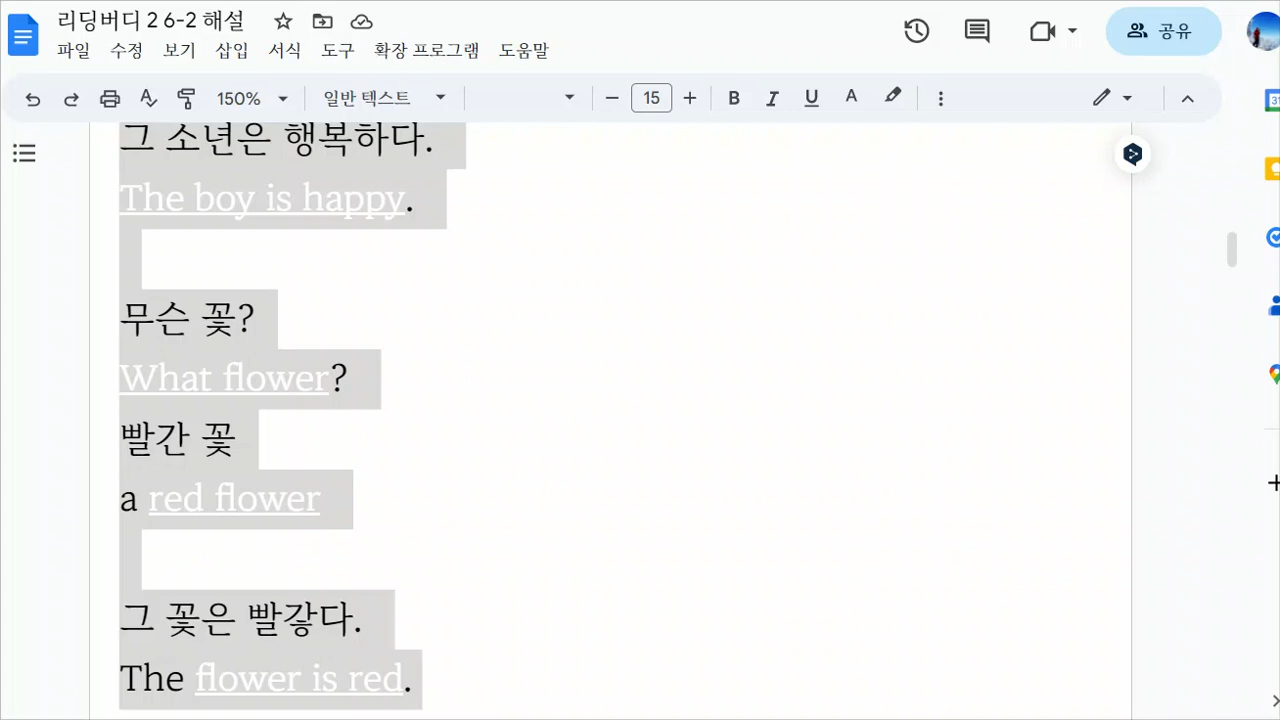 리딩버디 2 6-2 해설
파일 수정 보기 삽입 서식 도구 확장 프로그램 도움말
공유
150% 일반 텍스트 15 B I U A
31
그 소년은 행복하다.
The boy is happy.
무슨 꽃?
What flower?
빨간 꽃
a red flower
그 꽃은 빨갛다.
The flower is red.